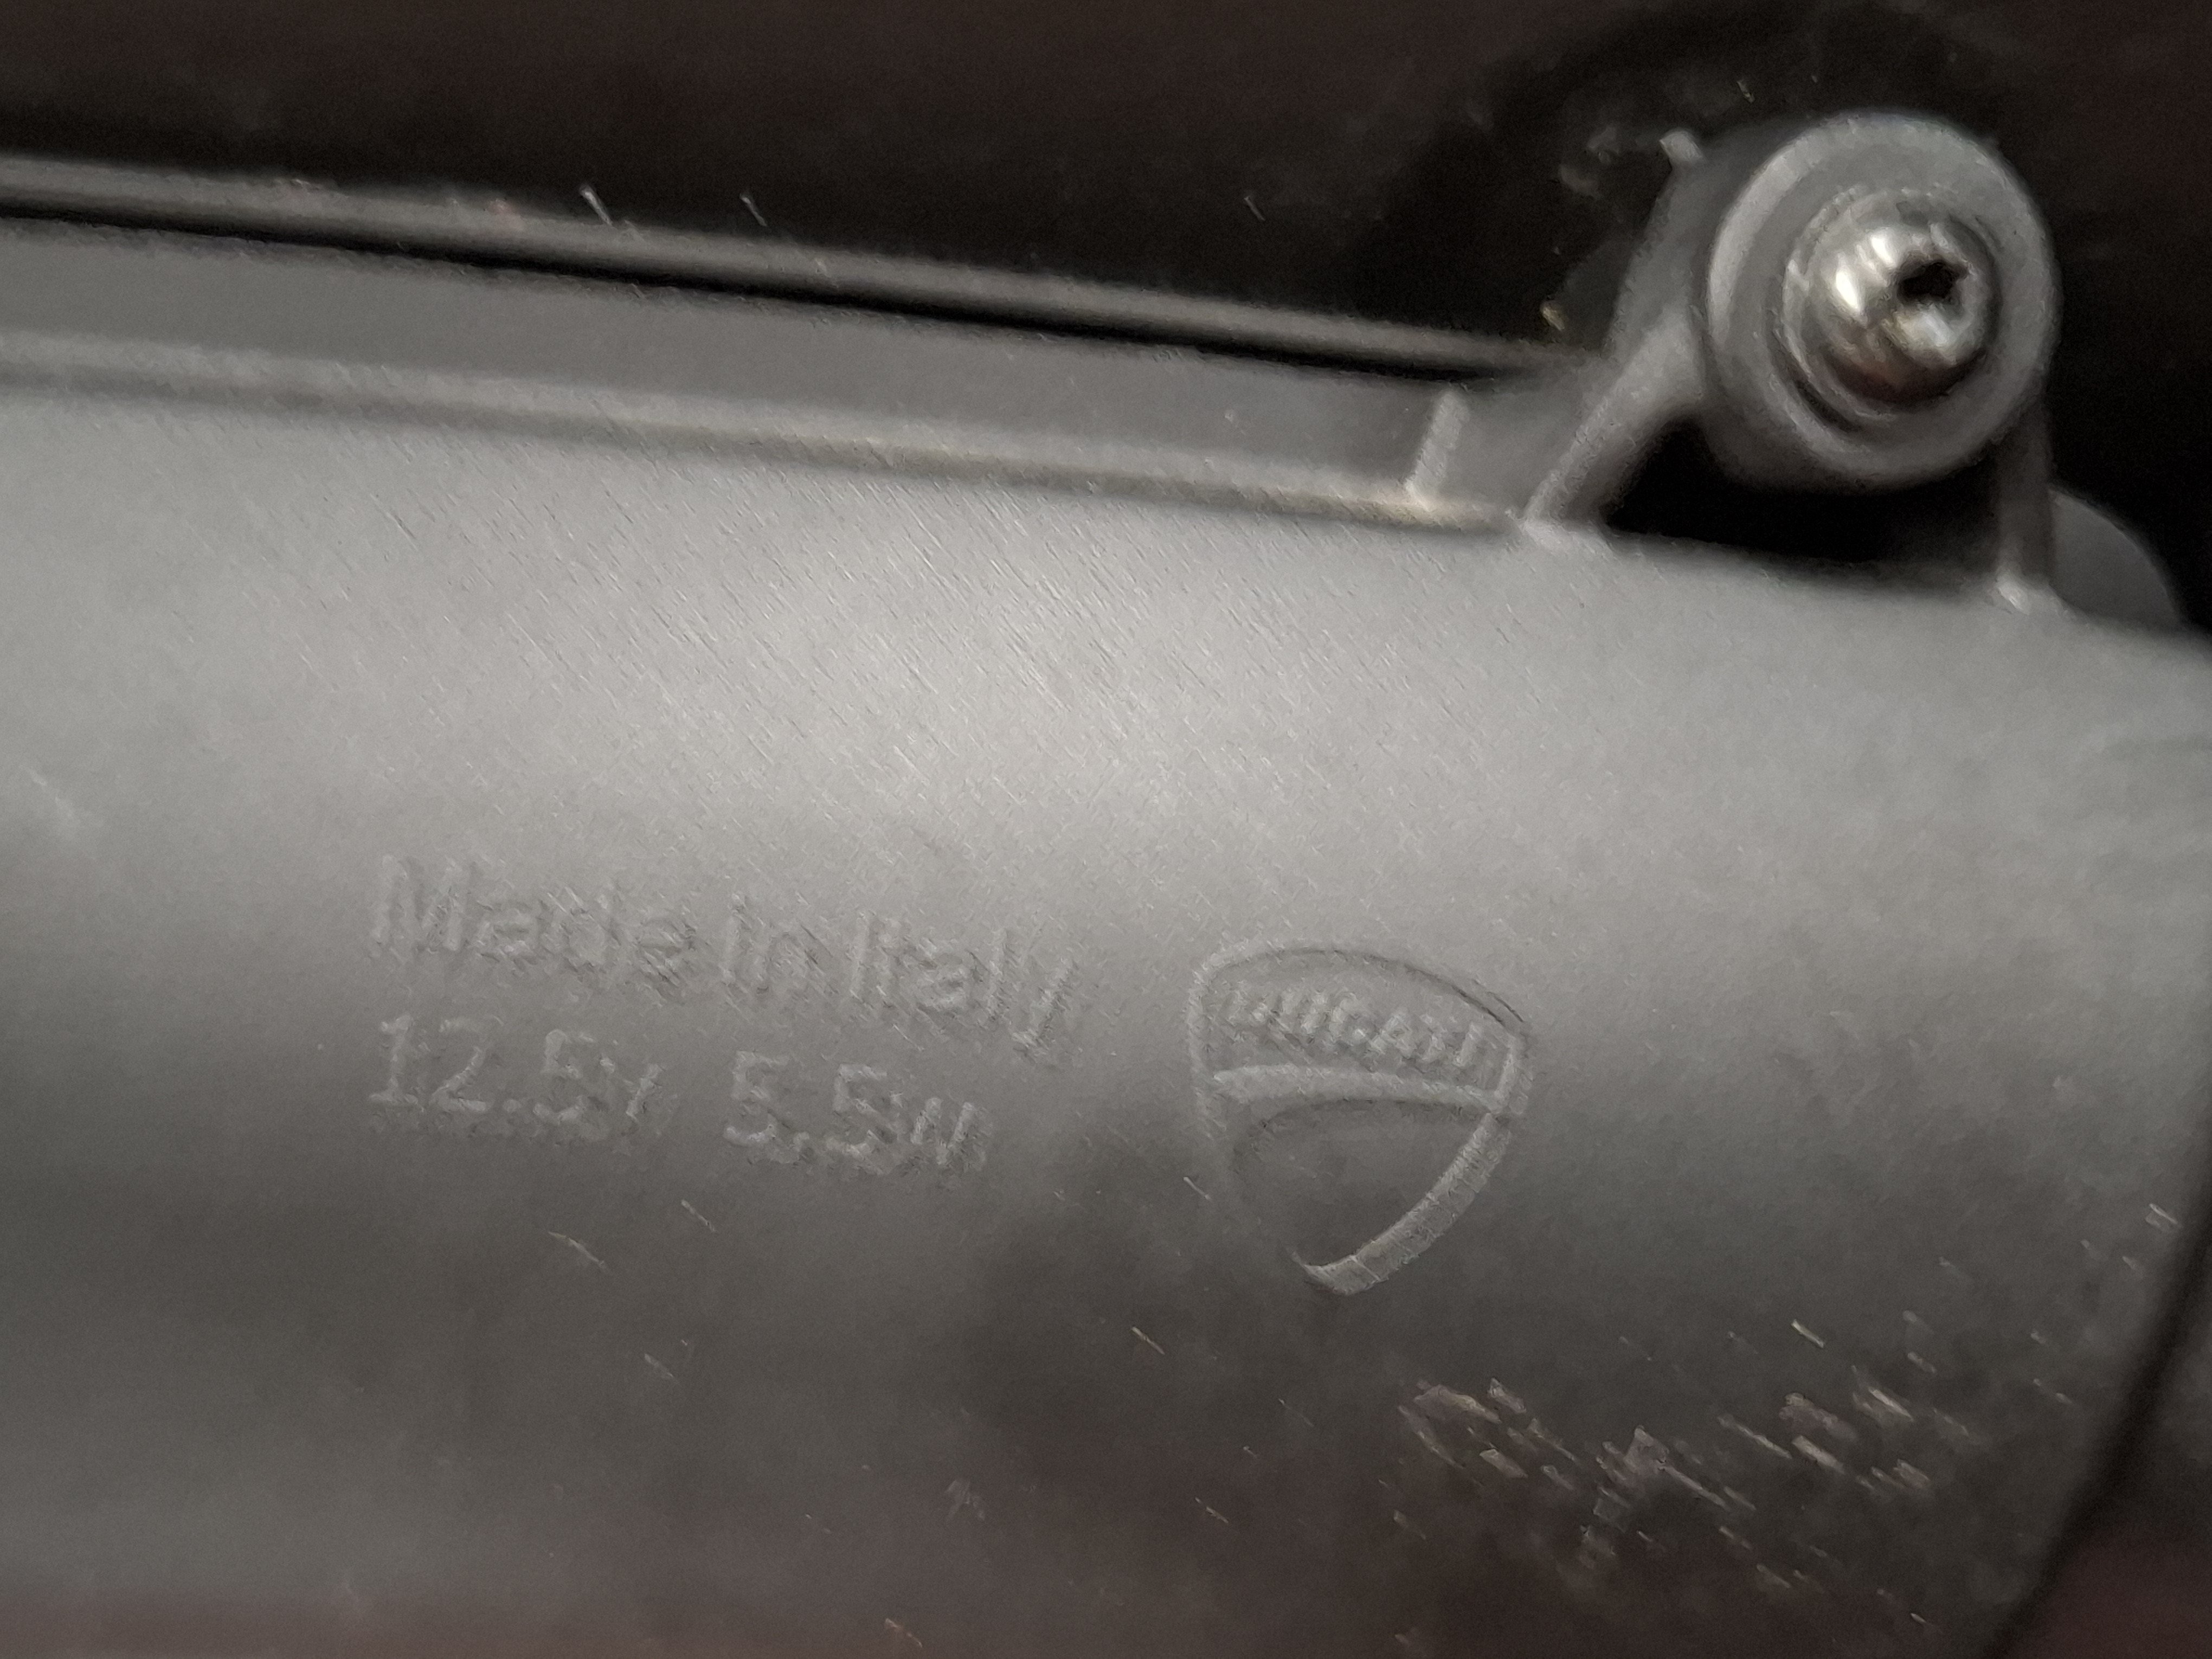 Made in Italy
12.5V 5.5W
DUCATI